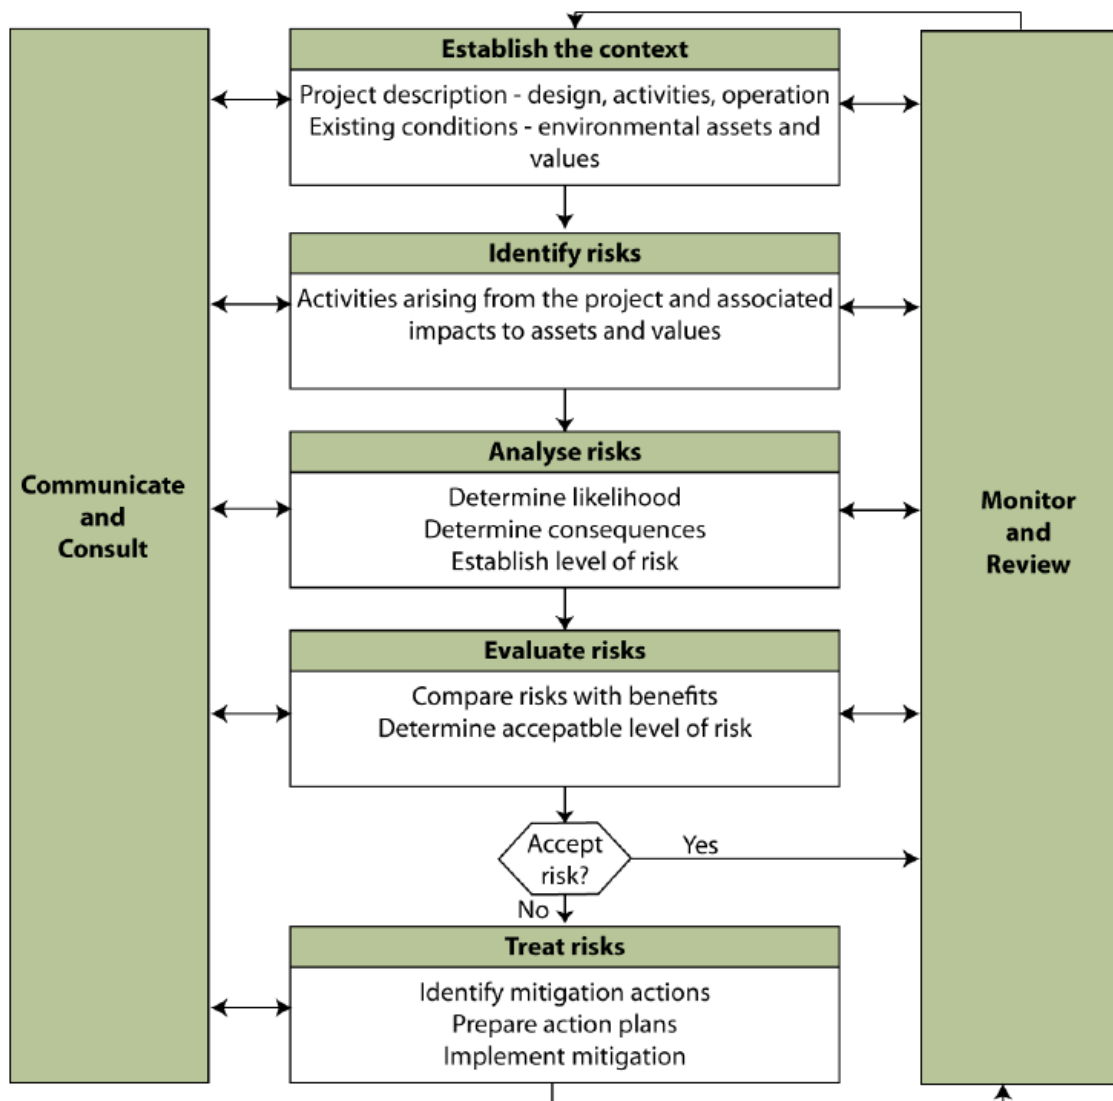 Establish the context
Project description - design, activities, operation
Existing conditions - environmental assets and
values
Identify risks
Activities arising from the project and associated
impacts to assets and values
Analyse risks
Determine likelihood
Determine consequences
Establish level of risk
Communicate
and
Consult
Monitor
and
Review
Evaluate risks
Compare risks with benefits
Determine accepatble level of risk
Accept
risk?
Yes
No
Treat risks
Identify mitigation actions
Prepare action plans
Implement mitigation